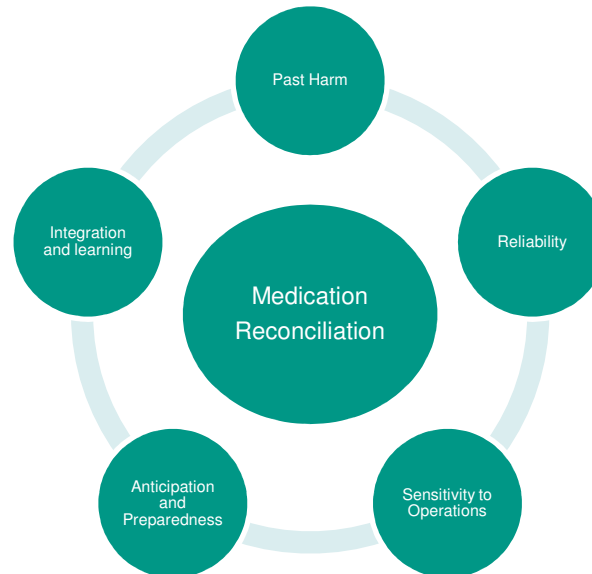 Past Harm
Integration
and learning
Reliability
Medication
Reconciliation
Anticipation
and
Preparedness
Sensitivity to
Operations